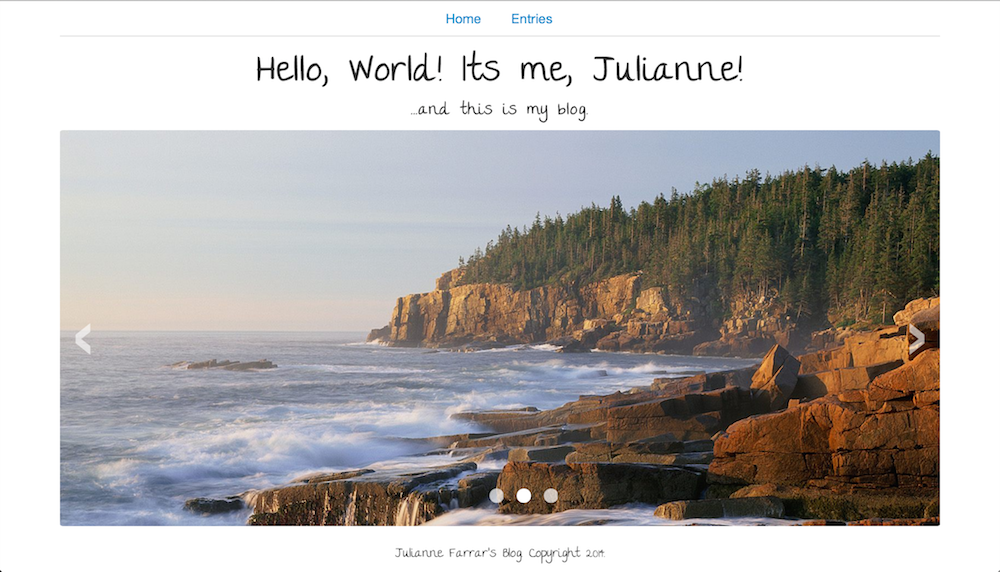 Home Entries
Hello, World! Its me, Julianne!
...and this is my blog.
Julianne Farrar's Blog Copyright 2014.